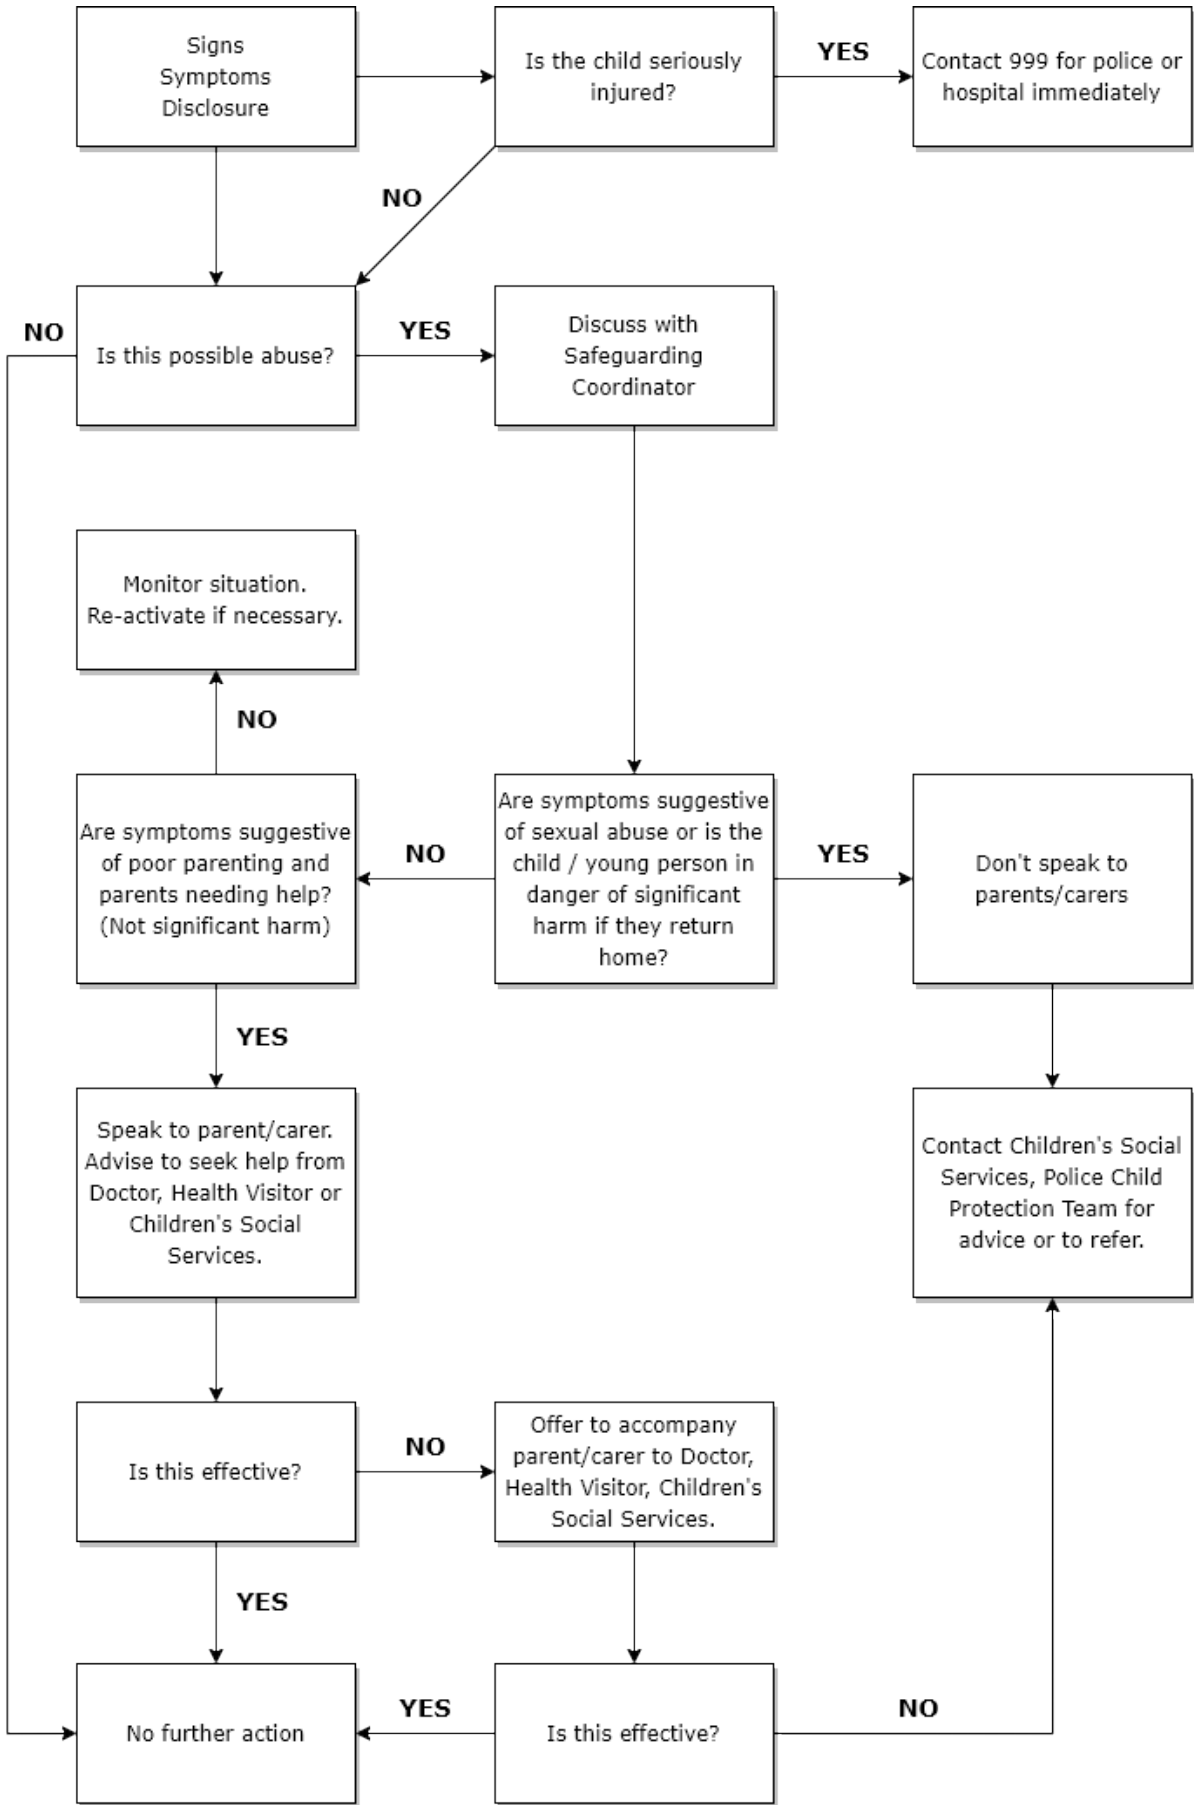 Signs
Symptoms
Disclosure
Is the child seriously
injured?
YES
Contact 999 for police or
hospital immediately
NO
NO
Is this possible abuse?
YES
Discuss with
Safeguarding
Coordinator
Monitor situation.
Re-activate if necessary.
NO
Are symptoms suggestive
of poor parenting and
parents needing help?
(Not significant harm)
NO
Are symptoms suggestive
of sexual abuse or is the
child / young person in
danger of significant
harm if they return
home?
YES
Don't speak to
parents/carers
YES
Speak to parent/carer.
Advise to seek help from
Doctor, Health Visitor or
Children's Social
Services.
Contact Children's Social
Services, Police Child
Protection Team for
advice or to refer.
Is this effective?
NO
Offer to accompany
parent/carer to Doctor,
Health Visitor, Children's
Social Services.
YES
No further action
YES
Is this effective?
NO